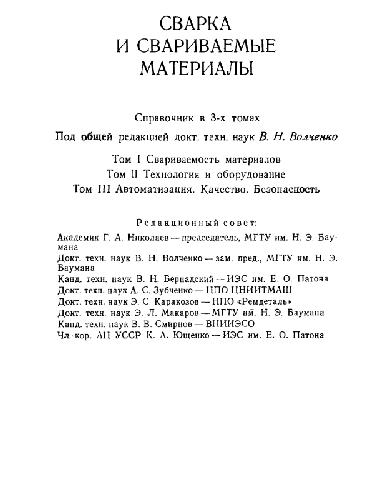 СВАРКА
И СВАРИВАЕМЫЕ
МАТЕРИАЛЫ
Справочник в 3-х томах
Под общей редакцией докт. техн. наук В. Н. Волченко
Том I Свариваемость материалов
Том II Технология и оборудование
Том III Автоматизация. Качество. Безопасность
Редакционный совет:
Академик Г. А. Николаев — председатель, МГТУ им. Н. Э. Бау-
мана
Докт. техн. наук В. Н. Волченко — зам. пред., МГТУ им. Н. Э.
Баумана
Канд. техн. наук В. Н. Бернадский — ИЭС им. Е. О. Патона
Докт. техн. наук А. С. Зубченко — НПО ЦНИИТМАШ
Докт. техн. наук Э. С. Каракозов — НПО «Ремдеталь»
Докт. техн. наук Э. Л. Макаров — МГТУ им. Н. Э. Баумана
Канд. техн. наук В. В. Смирнов — ВНИИЭСО
Чл.-кор. АН УССР К. А. Ющенко — ИЭС им. Е. О. Патона